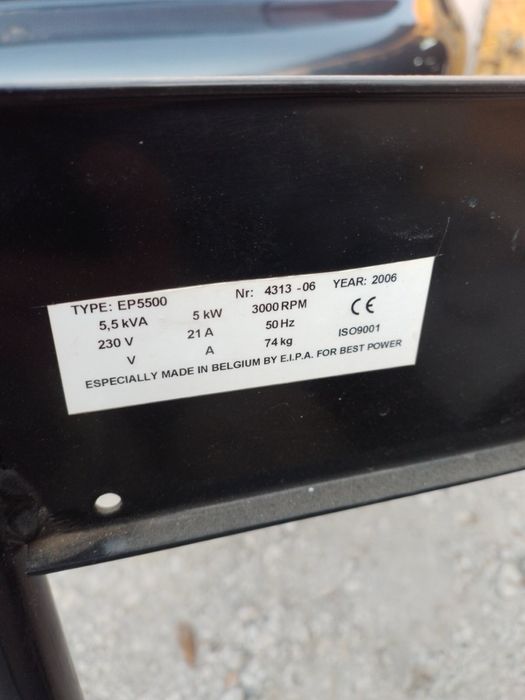 TYPE: EP5500 Nr: 4313 -06 YEAR: 2006
5,5 kVA 5 kW 3000 RPM CE
230 V 21 A 50 Hz ISO9001
V A 74 kg
ESPECIALLY MADE IN BELGIUM BY E.I.P.A. FOR BEST POWER